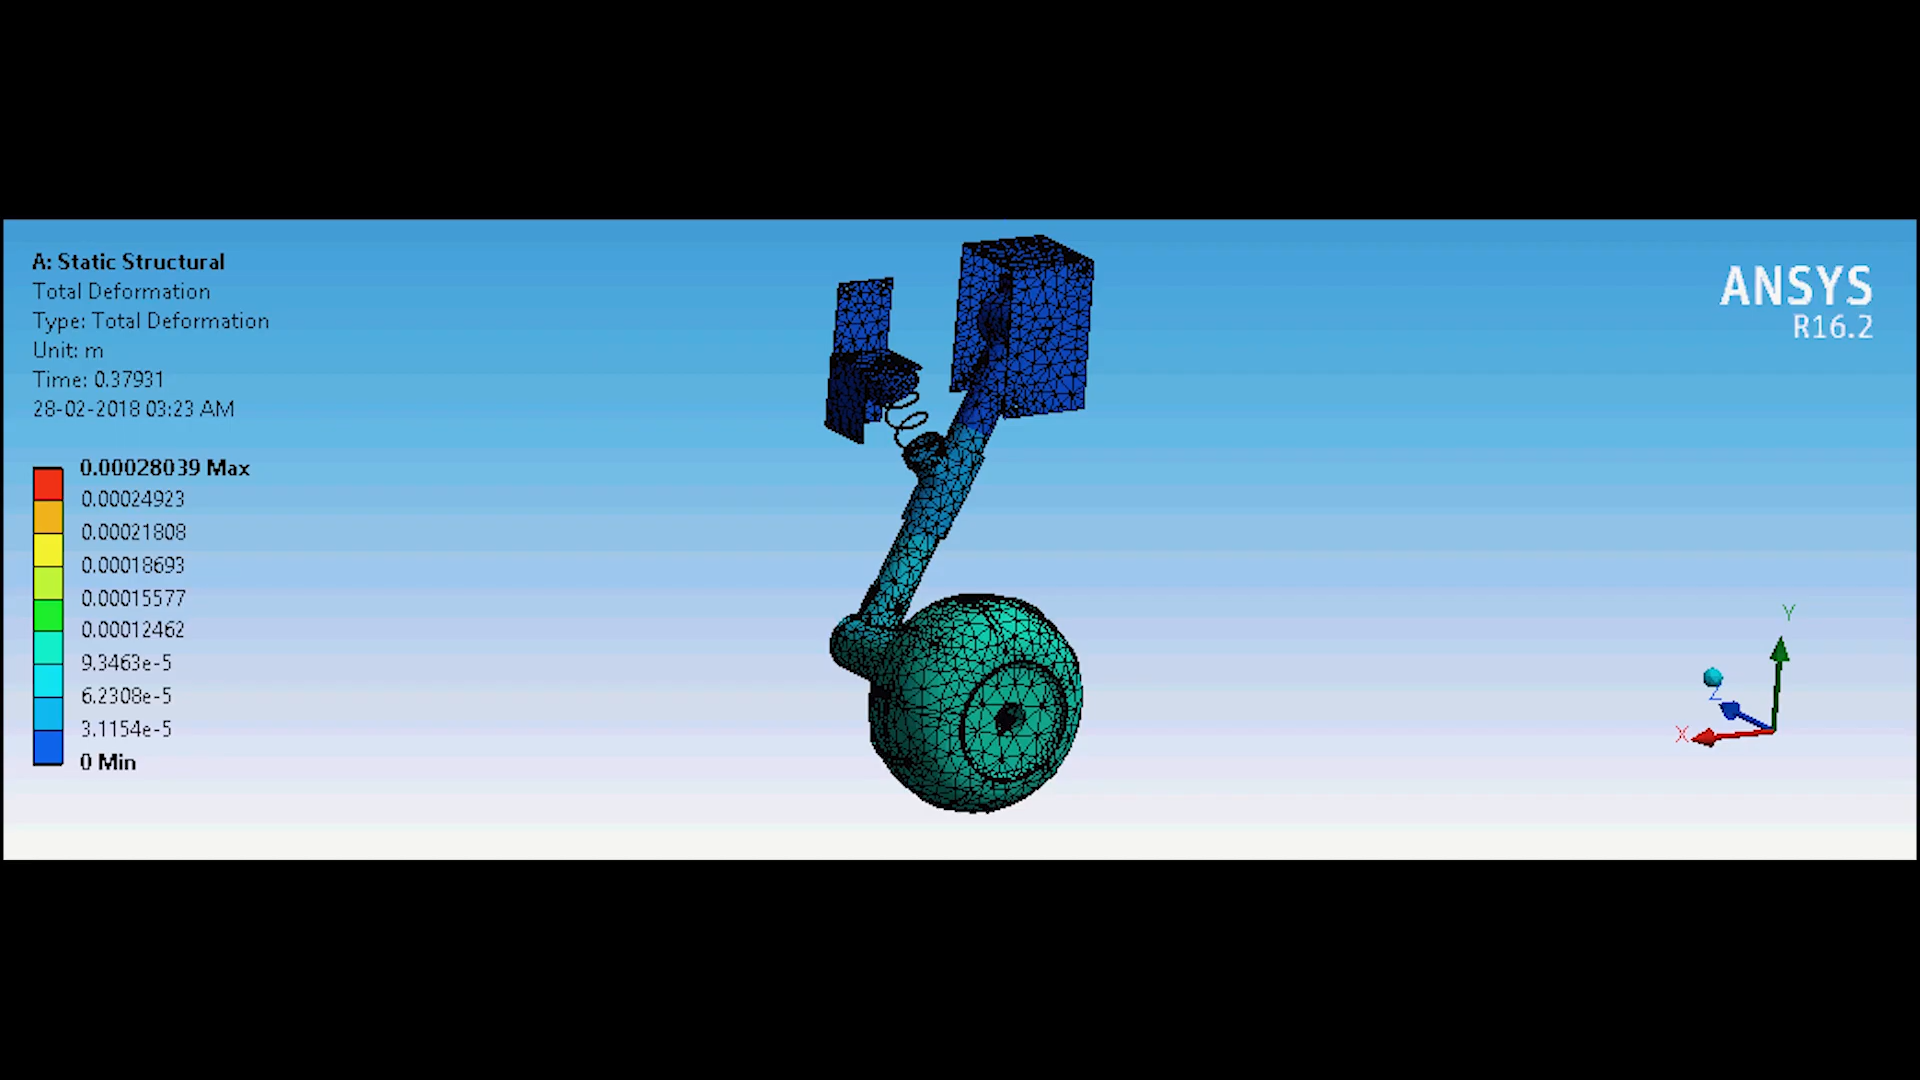 A: Static Structural
Total Deformation
Type: Total Deformation
Unit: m
Time: 0.37931
28-02-2018 03:23 AM
0.00028039 Max
0.00024923
0.00021808
0.00018693
0.00015577
0.00012462
9.3463e-5
6.2308e-5
3.1154e-5
0 Min
ANSYS
R16.2
Y
Z
X